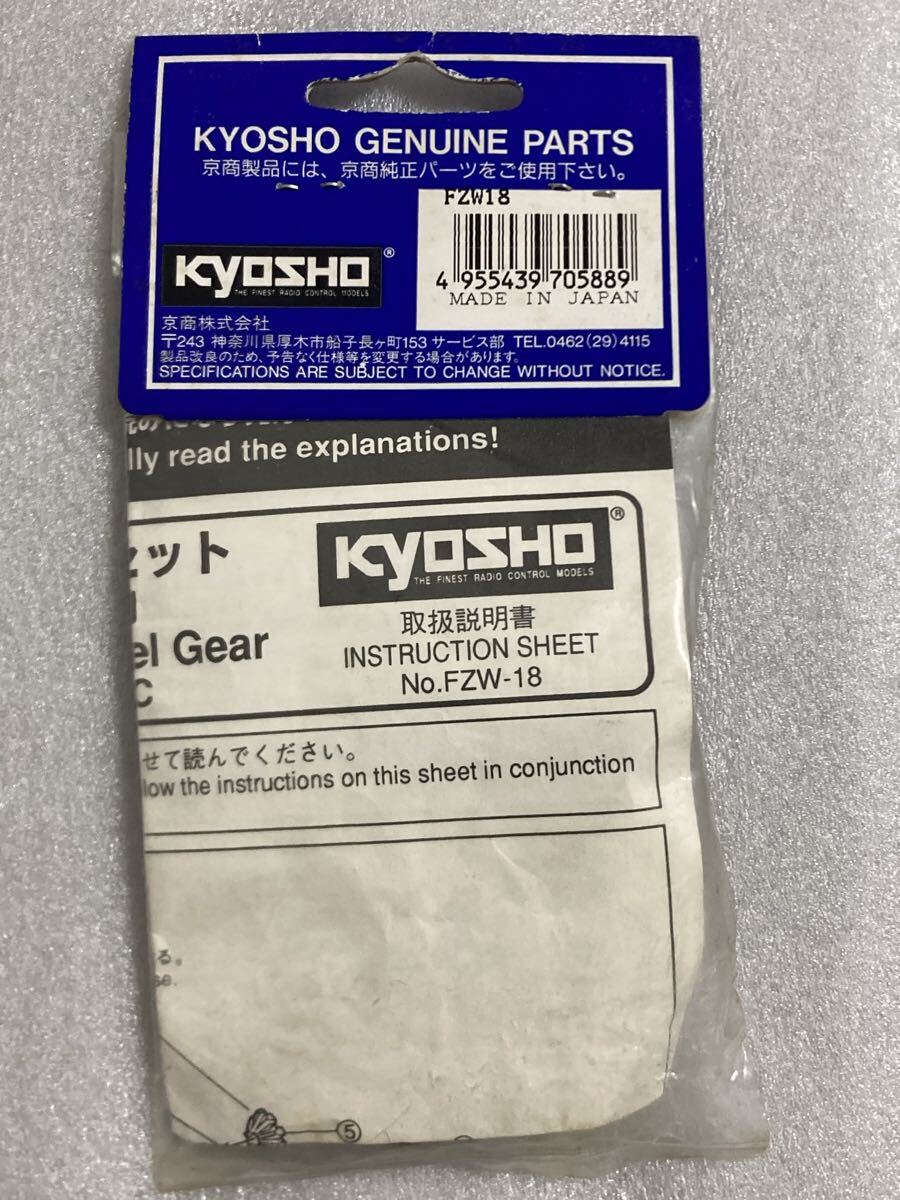 KYOSHO GENUINE PARTS
京商製品には、京商純正パーツをご使用下さい。
FZW18
4 955439 705889
MADE IN JAPAN
KYOSHO ®
THE FINEST RADIO CONTROL MODELS
京商株式会社
〒243 神奈川県厚木市船子長ヶ町153 サービス部 TEL.0462(29)4115
製品改良のため、予告なく仕様等を変更する場合があります。
SPECIFICATIONS ARE SUBJECT TO CHANGE WITHOUT NOTICE.
lly read the explanations!
セット
el Gear
C
KYOSHO ®
THE FINEST RADIO CONTROL MODELS
取扱説明書
INSTRUCTION SHEET
No.FZW-18
せて読んでください。
low the instructions on this sheet in conjunction
る。
se.
5